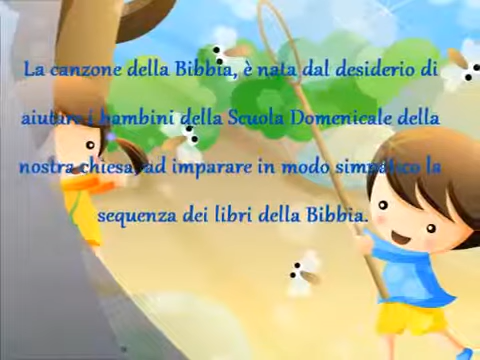 La canzone della Bibbia, è nata dal desiderio di
aiutare i bambini della Scuola Domenicale della
nostra chiesa, ad imparare in modo simpatico la
sequenza dei libri della Bibbia.